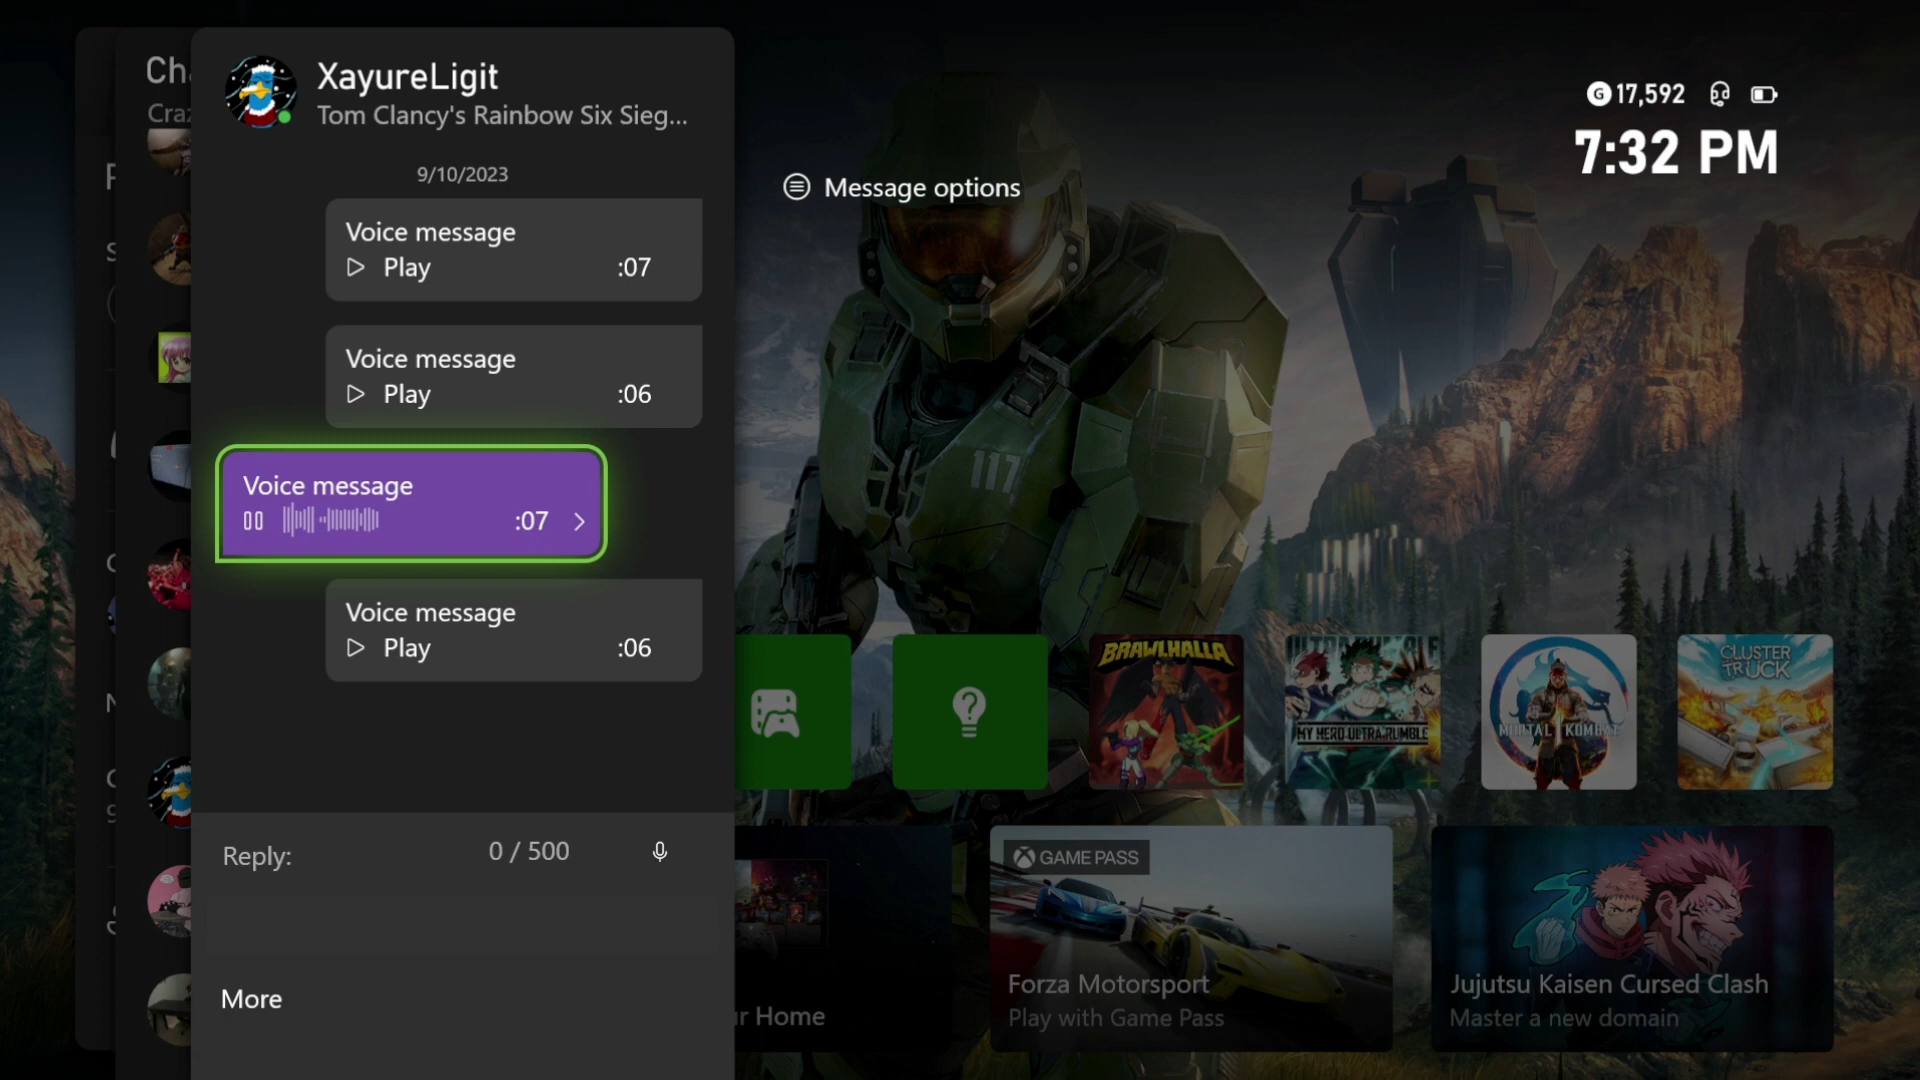 XayureLigit
Tom Clancy's Rainbow Six Sieg...
9/10/2023
Voice message
Play :07
Voice message
Play :06
Voice message
:07
Voice message
Play :06
Reply: 0 / 500
More
Message options
G 17,592
7:32 PM
117
BRAWLHALLA
ULTRA RUMBLE
MY HERO ULTRA RUMBLE
MORTAL KOMBAT
CLUSTER
TRUCK
Home
GAME PASS
Forza Motorsport
Play with Game Pass
Jujutsu Kaisen Cursed Clash
Master a new domain